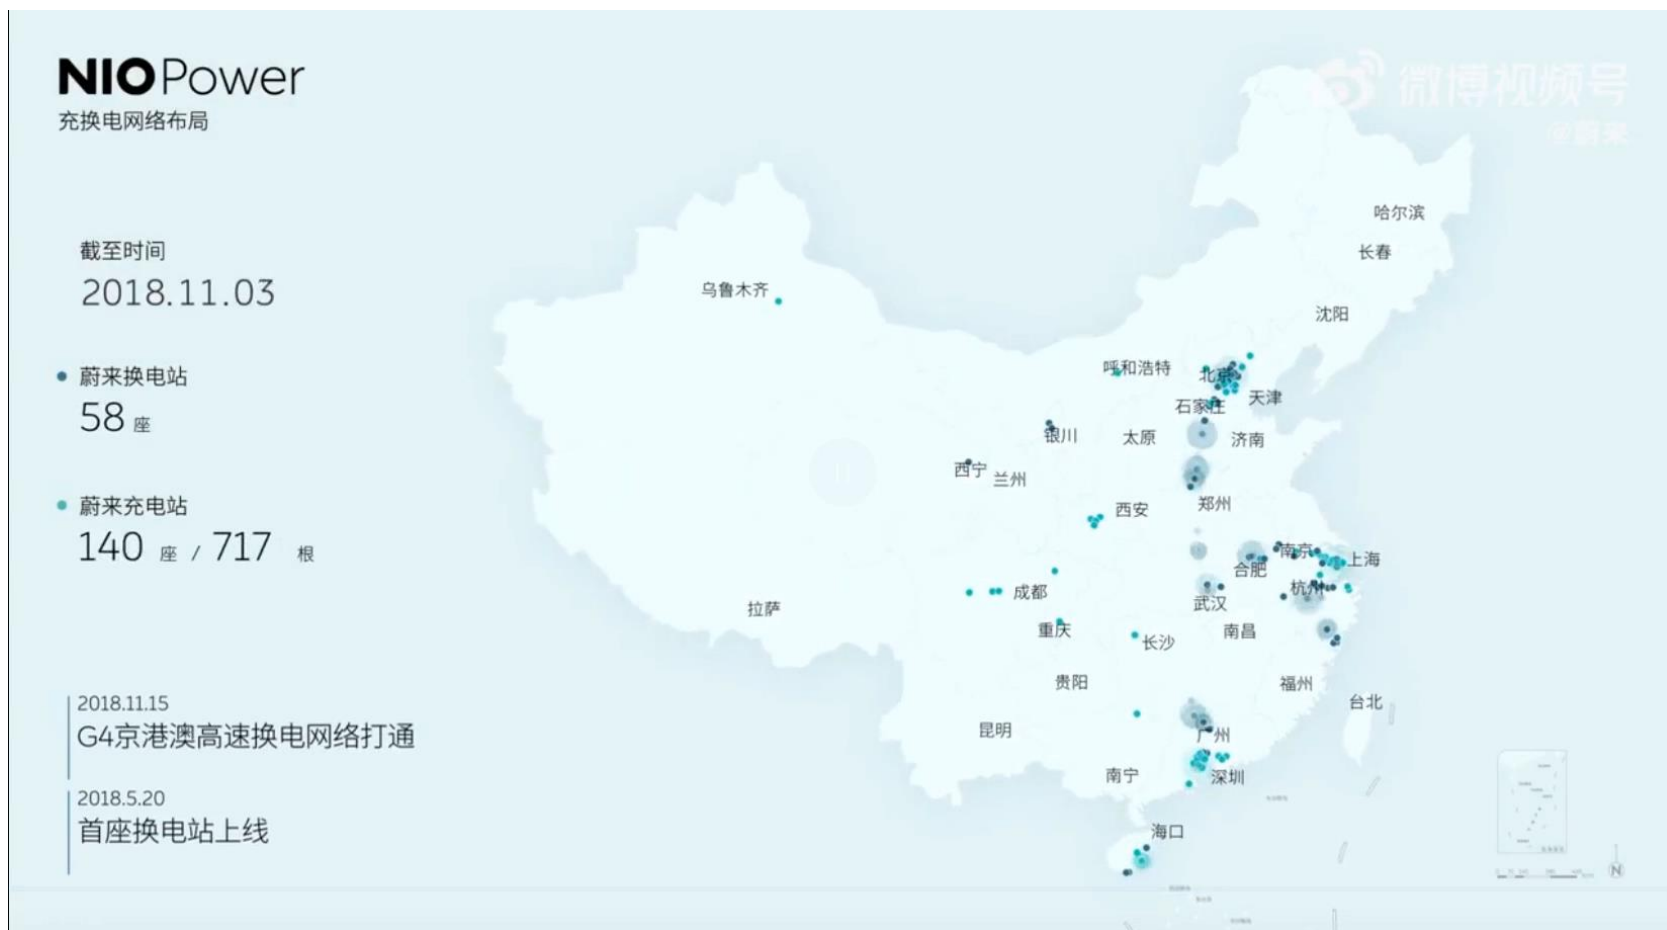 NIO Power
充换电网络布局
微博视频号
@蔚来
截至时间
2018.11.03
蔚来换电站
58 座
蔚来充电站
140 座 / 717 根
2018.11.15
G4京港澳高速换电网络打通
2018.5.20
首座换电站上线
哈尔滨
长春
沈阳
乌鲁木齐
呼和浩特
北京
天津
石家庄
银川
太原
济南
西宁
兰州
郑州
西安
南京
上海
合肥
杭州
成都
武汉
拉萨
重庆
南昌
长沙
贵阳
福州
台北
昆明
广州
南宁
深圳
海口
N